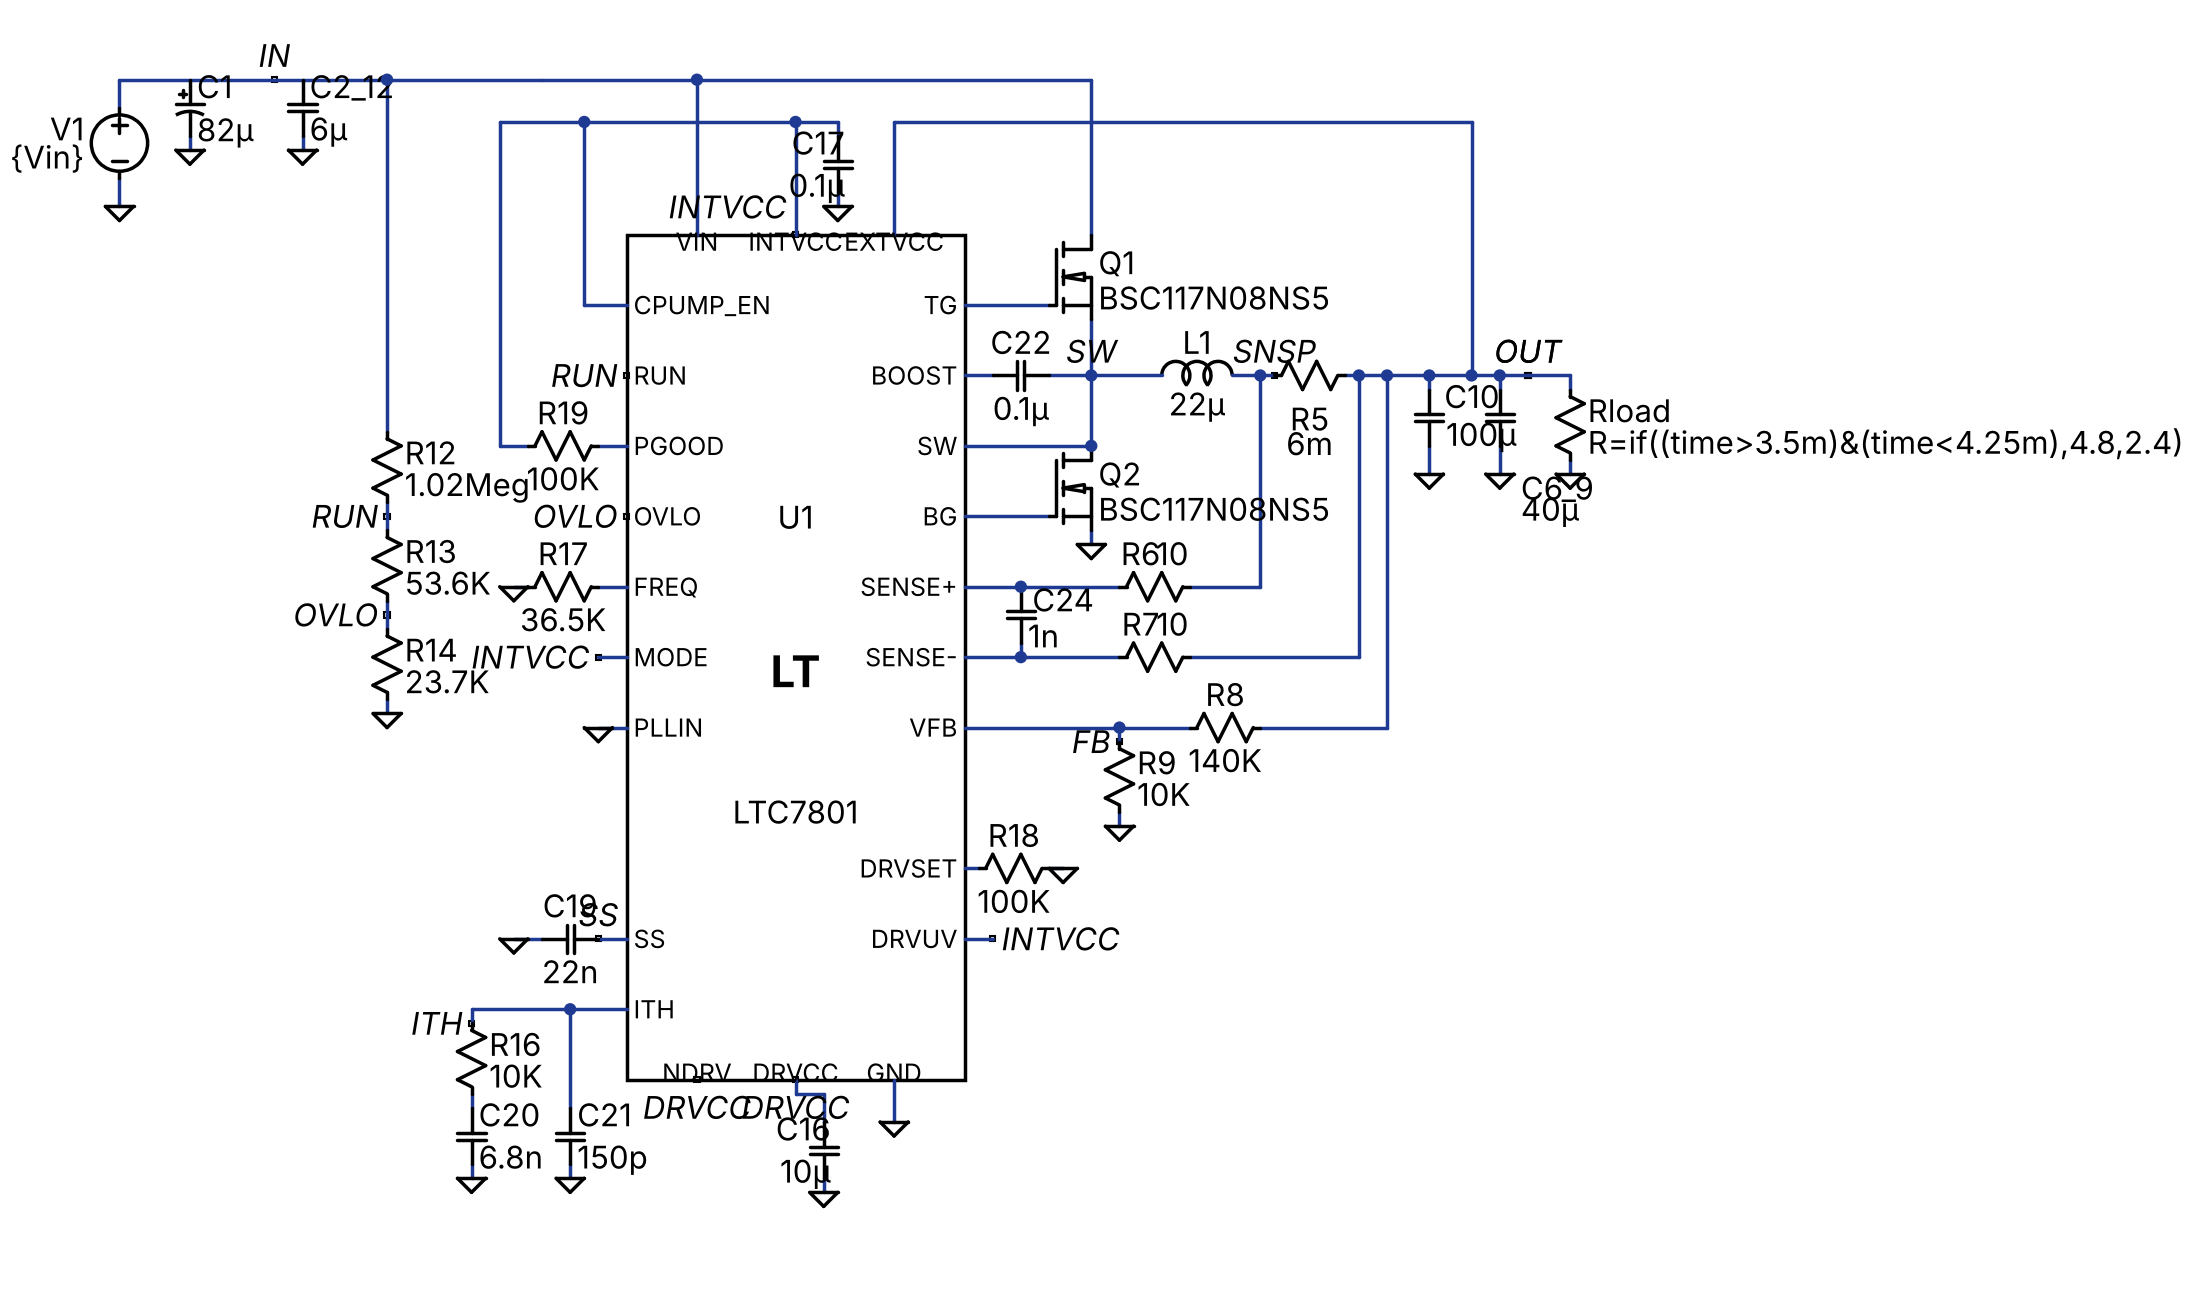 IN
C1
C2_12
V1
{Vin}
82µ
6µ
C17
0.1µ
INTVCC
VIN
INTVCC
EXTVCC
Q1
BSC117N08NS5
CPUMP_EN
TG
C22
SW
L1
SNSP
OUT
RUN
RUN
BOOST
0.1µ
22µ
R5
6m
C10
100µ
Rload
R=if((time>3.5m)&(time<4.25m),4.8,2.4)
R19
100K
PGOOD
SW
Q2
BSC117N08NS5
C6_9
40µ
R12
1.02Meg
RUN
OVLO
OVLO
U1
BG
R13
53.6K
R17
36.5K
FREQ
SENSE+
R6
10
C24
1n
OVLO
R14
23.7K
INTVCC
MODE
LT
SENSE-
R7
10
R8
140K
PLLIN
VFB
FB
R9
10K
LTC7801
R18
100K
DRVSET
C19
SS
22n
SS
DRVUV
INTVCC
ITH
ITH
R16
10K
NDRV
DRVCC
GND
DRVCC
DRVCC
C20
6.8n
C21
150p
C16
10µ